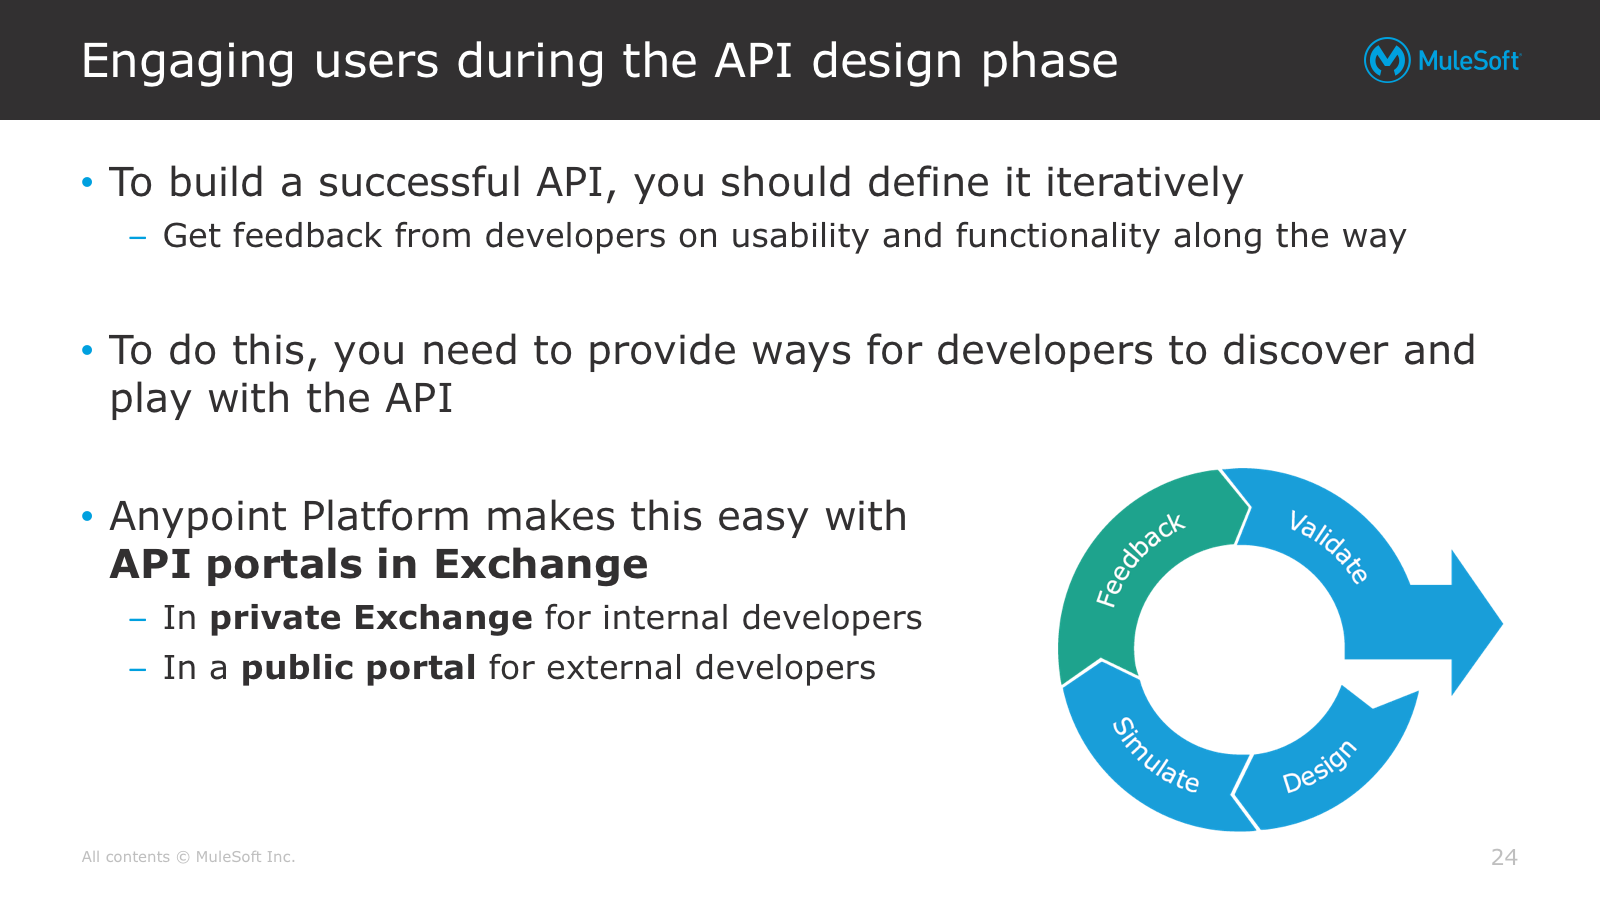 Engaging users during the API design phase
MuleSoft
• To build a successful API, you should define it iteratively
– Get feedback from developers on usability and functionality along the way
• To do this, you need to provide ways for developers to discover and
play with the API
• Anypoint Platform makes this easy with
API portals in Exchange
– In private Exchange for internal developers
– In a public portal for external developers
Feedback
Validate
Simulate
Design
All contents © MuleSoft Inc.
24